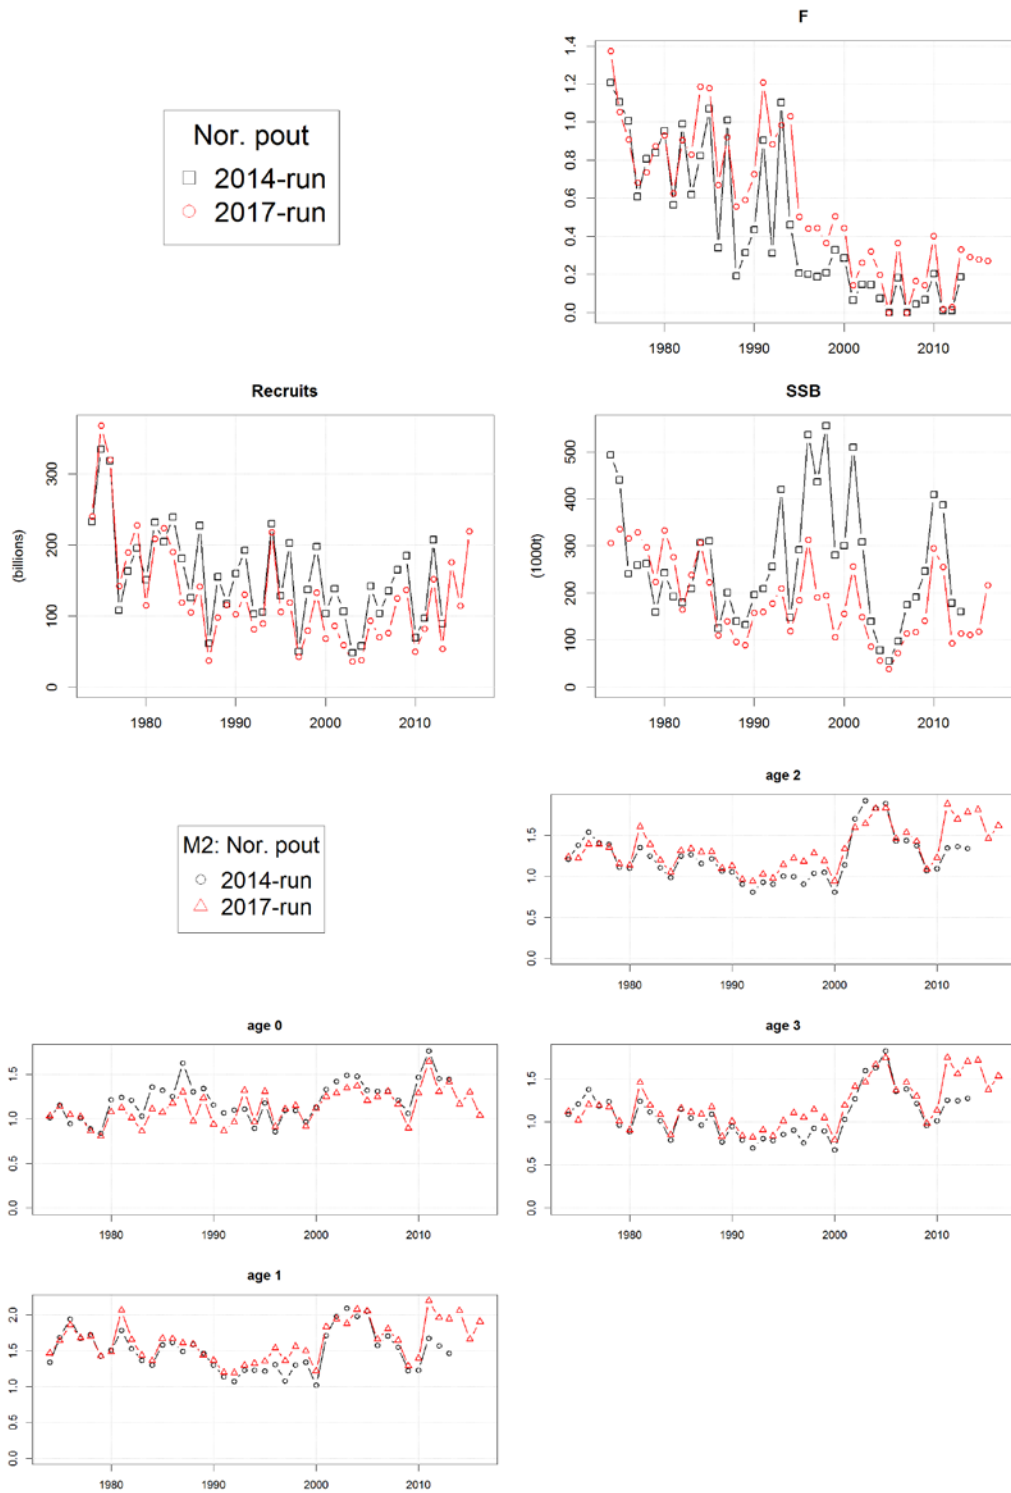 F
Nor. pout
2014-run
2017-run
0.0 0.2 0.4 0.6 0.8 1.0 1.2 1.4
1980 1990 2000 2010
Recruits
(billions)
0 100 200 300
1980 1990 2000 2010
SSB
(1000t)
0 100 200 300 400 500
1980 1990 2000 2010
M2: Nor. pout
2014-run
2017-run
age 2
0.0 0.5 1.0 1.5
1980 1990 2000 2010
age 0
0.0 0.5 1.0 1.5
1980 1990 2000 2010
age 3
0.0 0.5 1.0 1.5
1980 1990 2000 2010
age 1
0.0 0.5 1.0 1.5 2.0
1980 1990 2000 2010